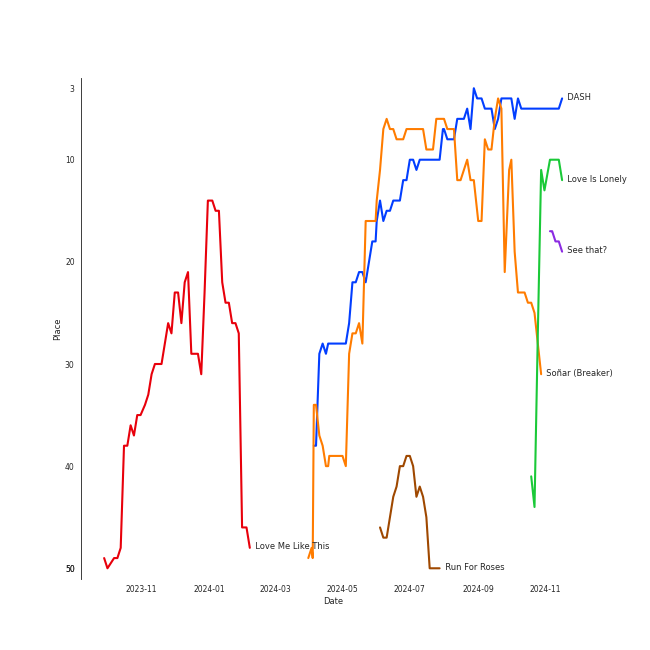 3
DASH
10
Love Is Lonely
See that?
20
Place
30
Soñar (Breaker)
40
Love Me Like This
50
Run For Roses
2023-11
2024-01
2024-03
2024-05
2024-07
2024-09
2024-11
Date